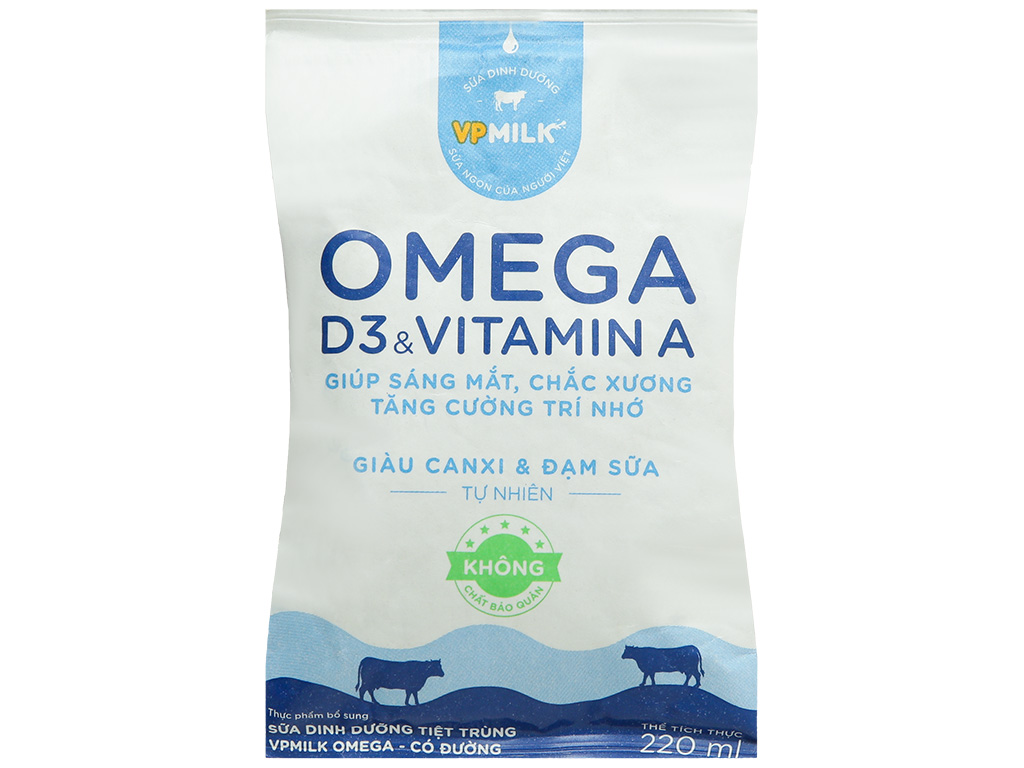 SỮA DINH DƯỠNG
VPMILK
SỮA NGON CỦA NGƯỜI VIỆT
OMEGA
D3 & VITAMIN A
GIÚP SÁNG MẮT, CHẮC XƯƠNG
TĂNG CƯỜNG TRÍ NHỚ
GIÀU CANXI & ĐẠM SỮA
TỰ NHIÊN
KHÔNG
CHẤT BẢO QUẢN
Thực phẩm bổ sung
SỮA DINH DƯỠNG TIỆT TRÙNG
VPMILK OMEGA - CÓ ĐƯỜNG
THỂ TÍCH THỰC
220 ml